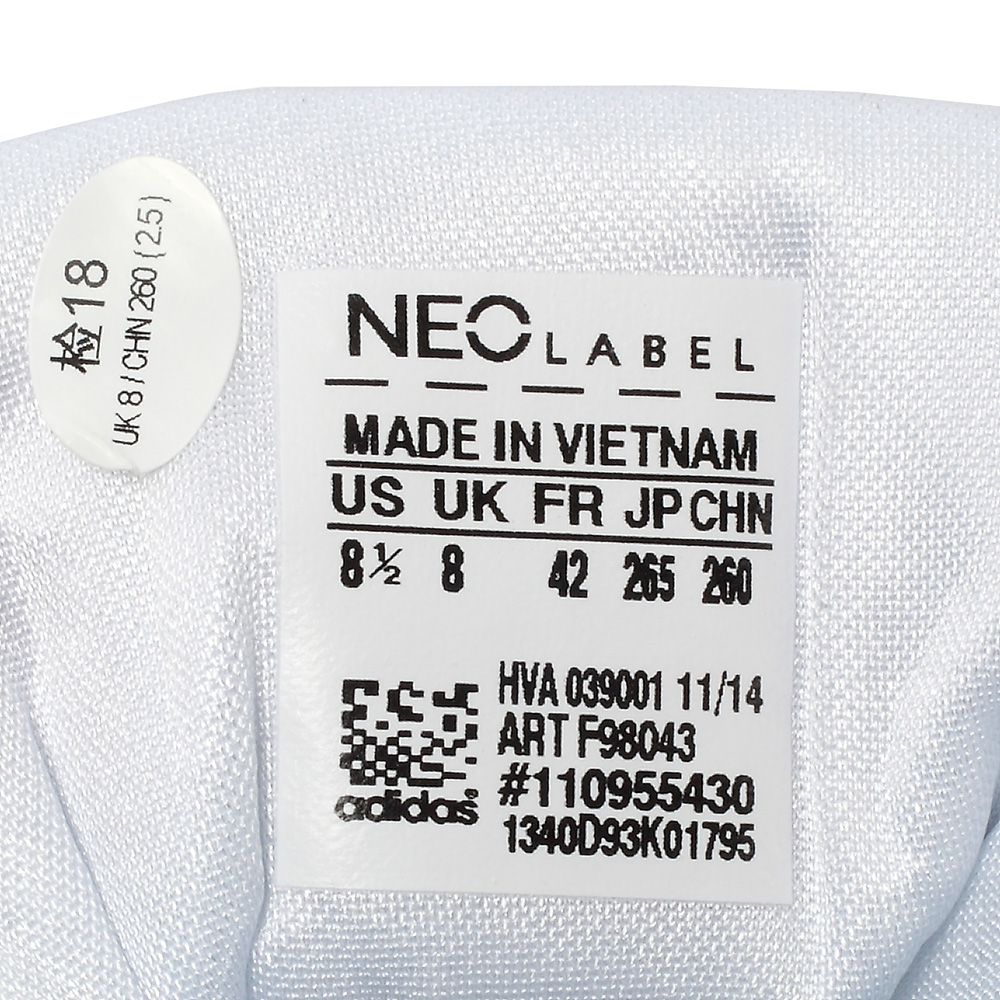 检18
UK 8 / CHN 260 (2.5)
NEO LABEL
MADE IN VIETNAM
US UK FR JP CHN
8½ 8 42 265 260
HVA 039001 11/14
ART F98043
#110955430
1340D93K01795
adidas®